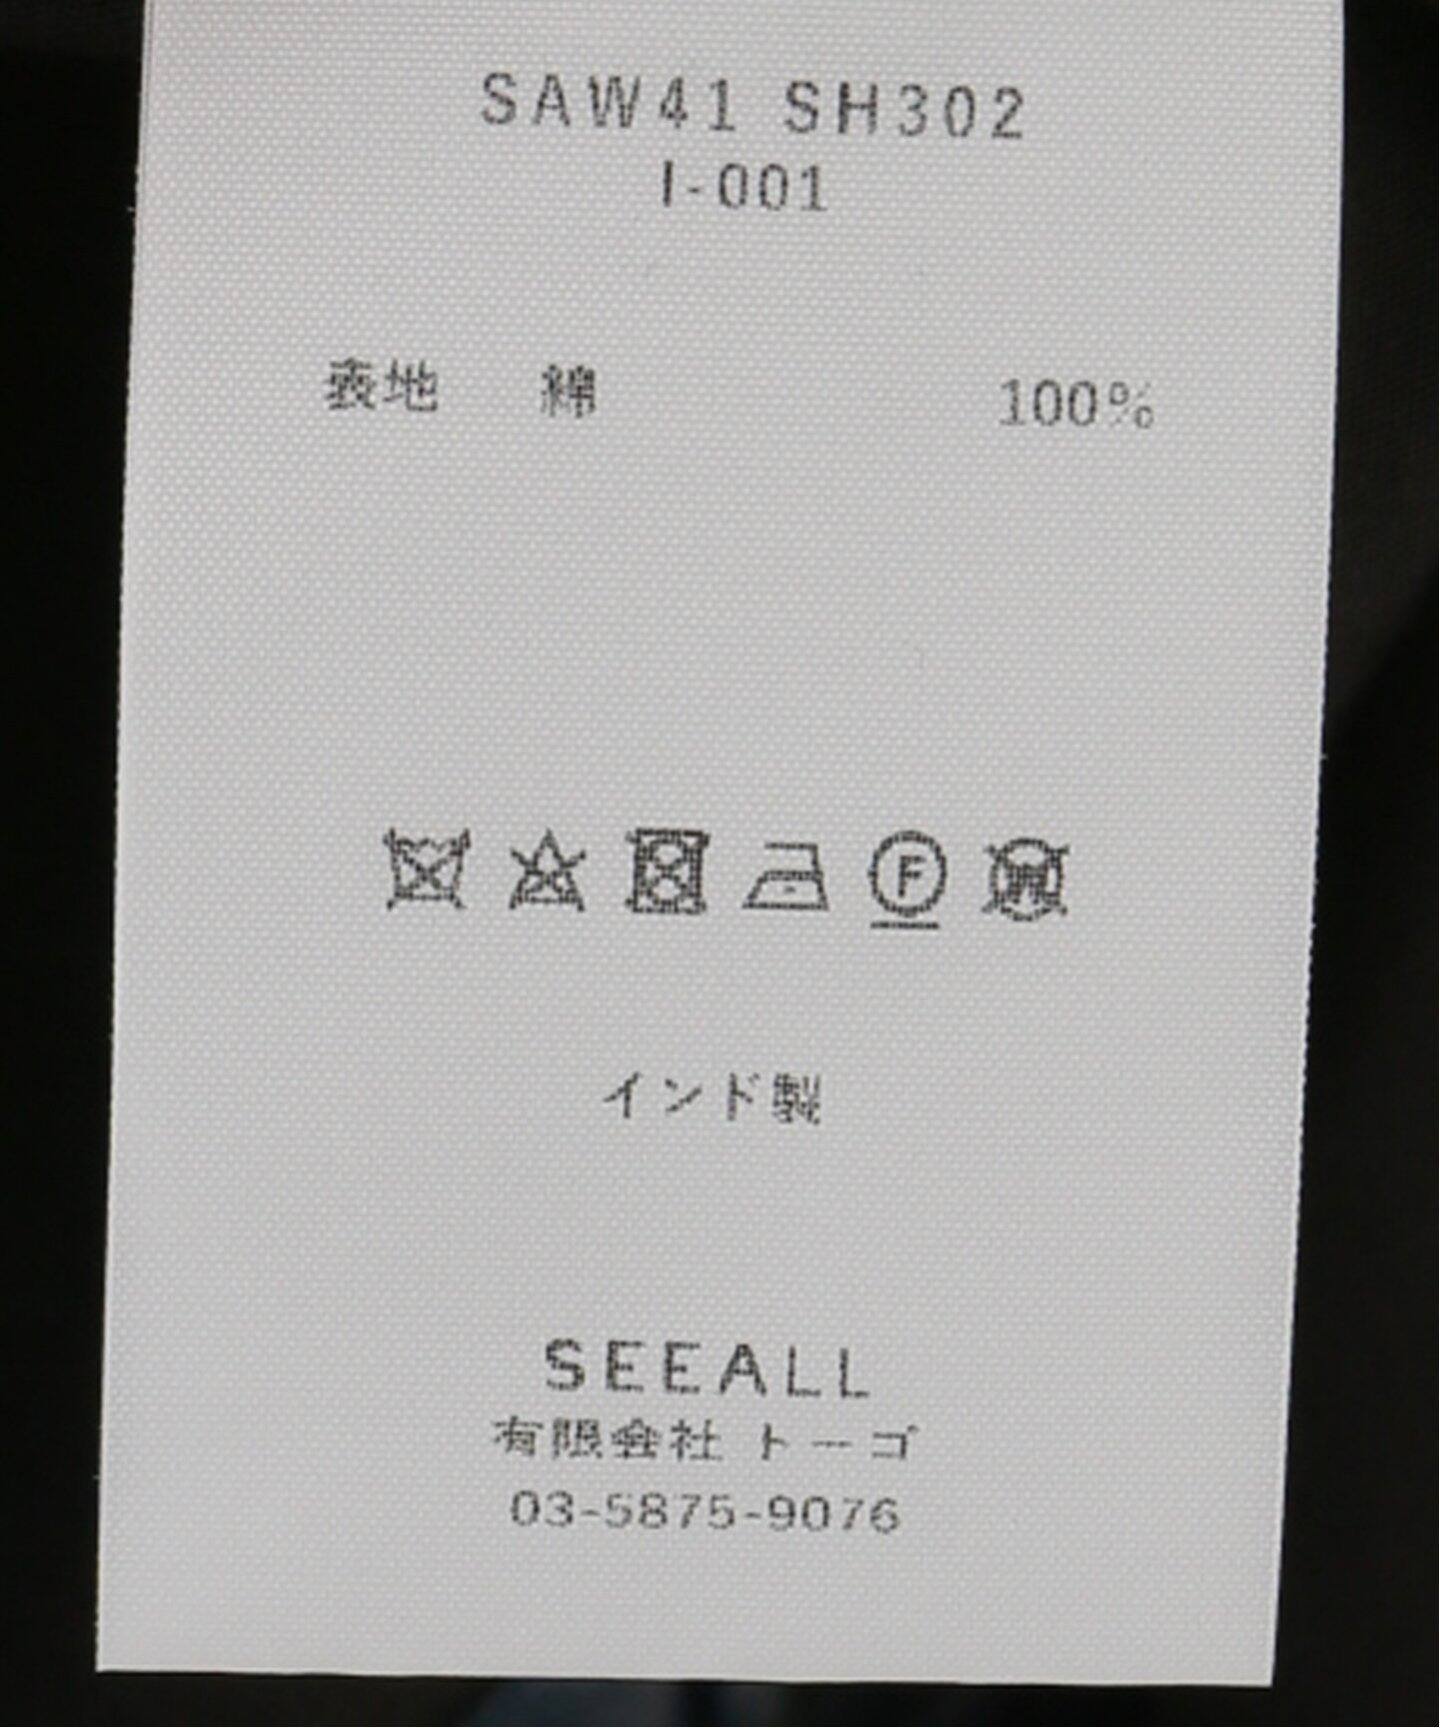 SAW41 SH302
I-001
表地 綿 100%
F
W
インド製
SEEALL
有限会社 トーゴ
03-5875-9076